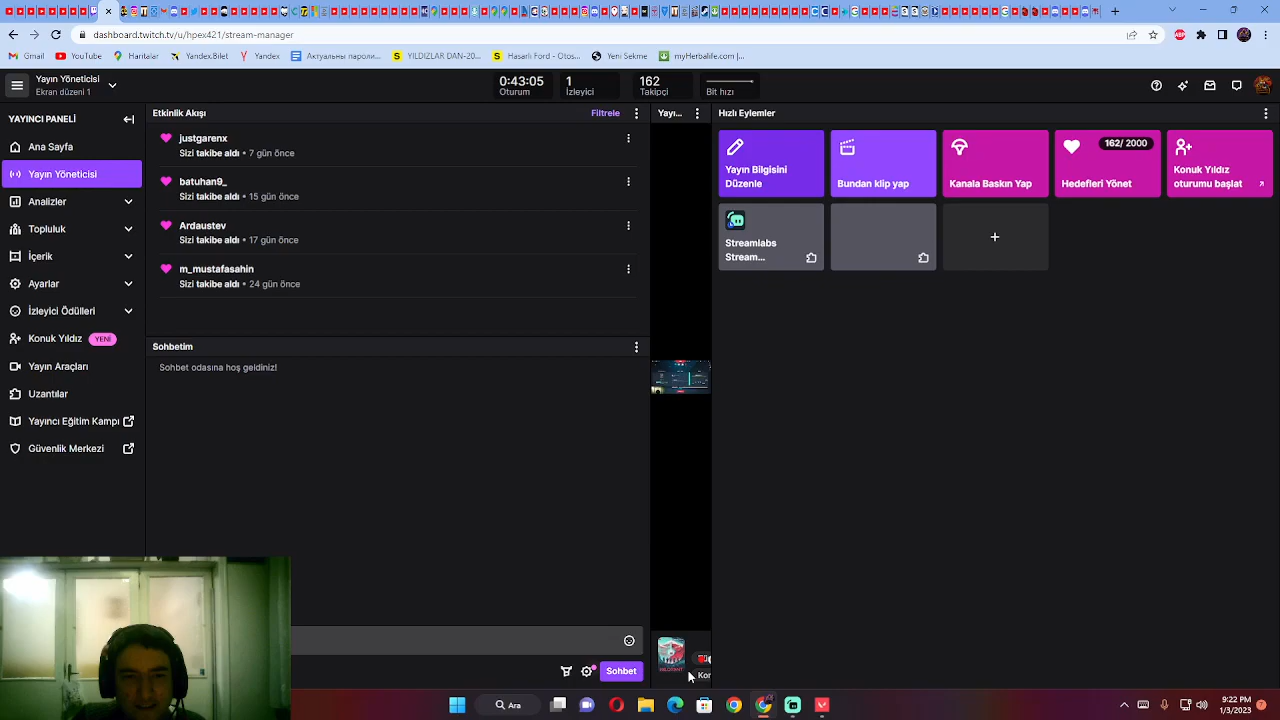 dashboard.twitch.tv/u/hpex421/stream-manager
Gmail
YouTube
Haritalar
Yandex.Biz
Yandex
Актуальны пароли...
YILDIZLAR DAN-20...
Hasarlı Ford - Otos...
Yeni Sekme
myHerbalife.com |...
Yayın Yöneticisi
Ekran düzeni 1
0:43:05
Oturum
1
İzleyici
162
Takipçi
Bit hızı
YAYINCI PANELİ
Ana Sayfa
Yayın Yöneticisi
Analizler
Topluluk
İçerik
Ayarlar
İzleyici Ödülleri
Konuk Yıldız YENİ
Yayın Araçları
Uzantılar
Yayıncı Eğitim Kampı
Güvenlik Merkezi
Etkinlik Akışı
Filtrele
justgarenx
Sizi takibe aldı • 7 gün önce
batuhan9_
Sizi takibe aldı • 15 gün önce
Ardaustev
Sizi takibe aldı • 17 gün önce
m_mustafasahin
Sizi takibe aldı • 24 gün önce
Sohbetim
Sohbet odasına hoş geldiniz!
Sohbet
Yayı...
Kor
Hızlı Eylemler
Yayın Bilgisini
Düzenle
Bundan klip yap
Kanala Baskın Yap
162/ 2000
Hedefleri Yönet
Konuk Yıldız
oturumu başlat
Streamlabs
Stream...
Ara
9:22 PM
1/3/2023